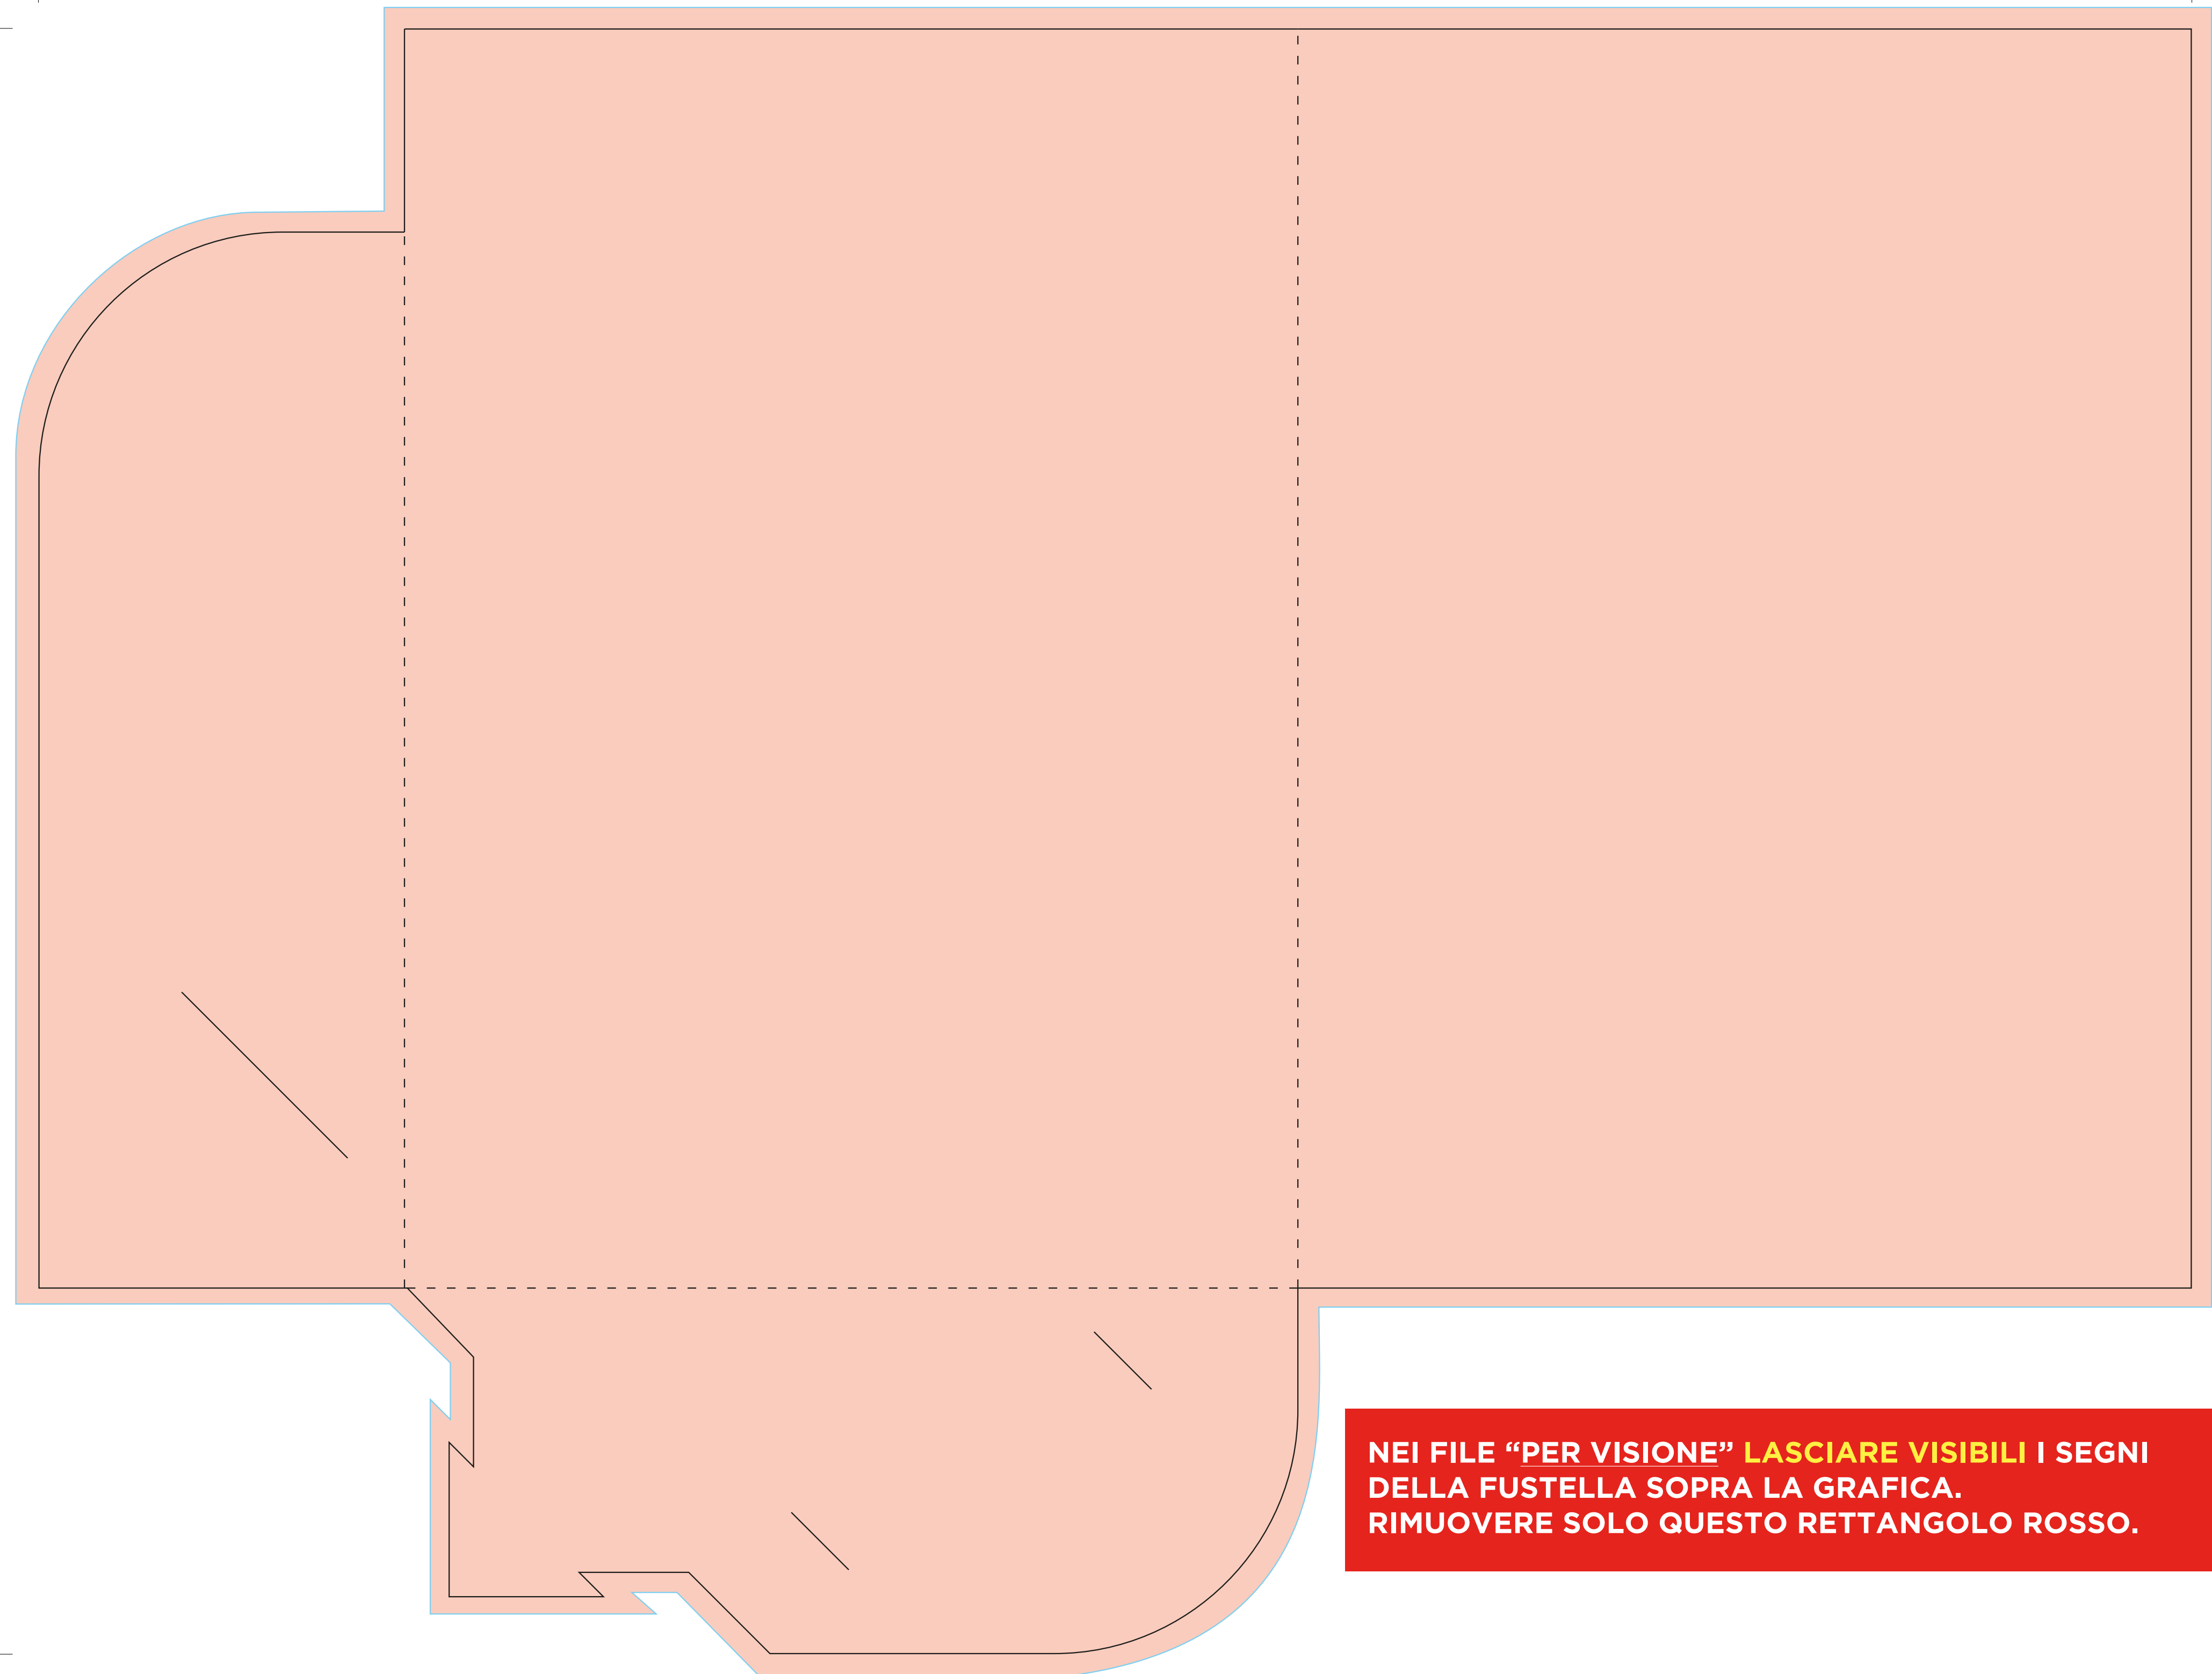 NEI FILE “PER VISIONE” LASCIARE VISIBILI I SEGNI
DELLA FUSTELLA SOPRA LA GRAFICA.
RIMUOVERE SOLO QUESTO RETTANGOLO ROSSO.